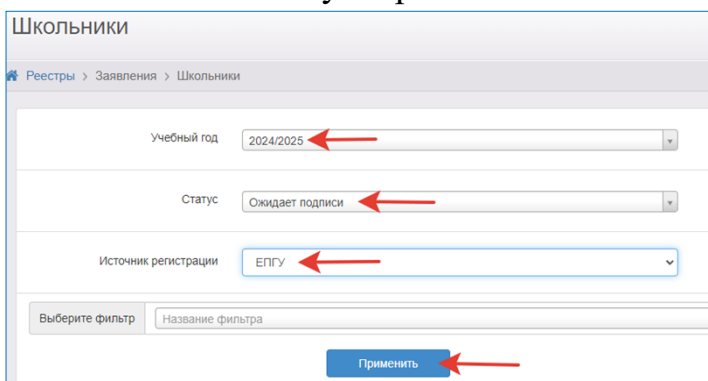 Школьники
Реестры > Заявления > Школьники
Учебный год 2024/2025
Статус Ожидает подписи
Источник регистрации ЕПГУ
Выберите фильтр Название фильтра
Применить